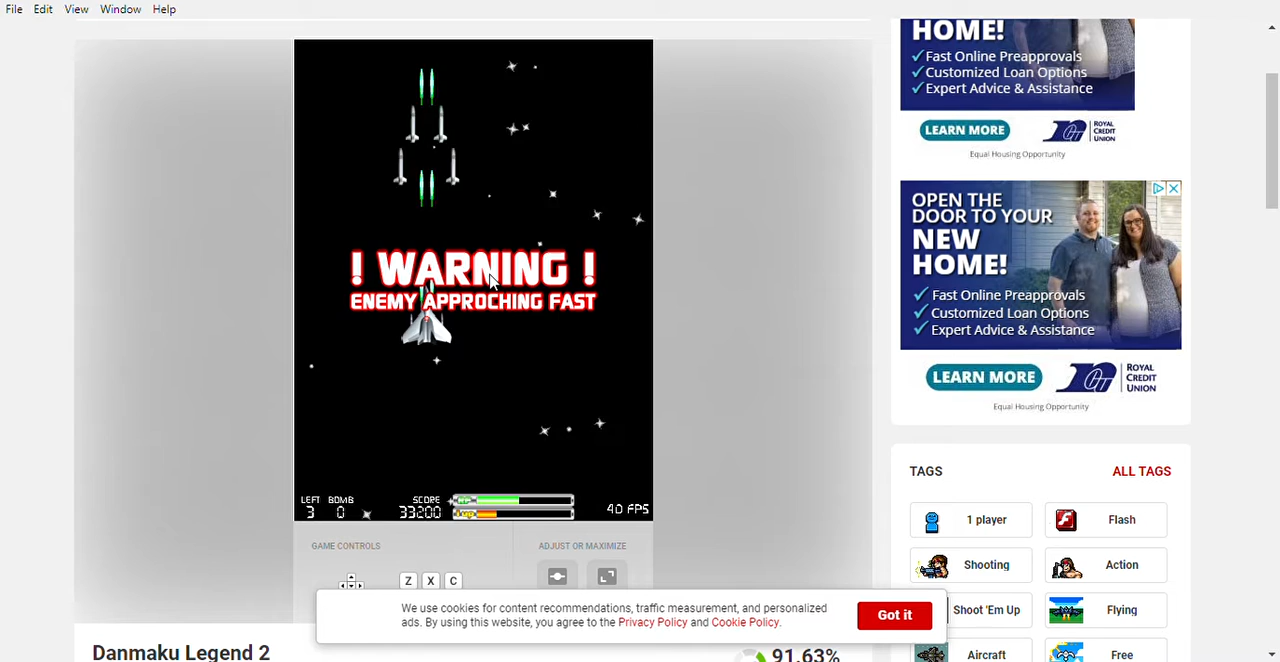 File Edit View Window Help
HOME!
✓Fast Online Preapprovals
✓Customized Loan Options
✓Expert Advice & Assistance
LEARN MORE
ROYAL
CREDIT
UNION
Equal Housing Opportunity
OPEN THE
DOOR TO YOUR
NEW
HOME!
✓Fast Online Preapprovals
✓Customized Loan Options
✓Expert Advice & Assistance
LEARN MORE
ROYAL
CREDIT
UNION
Equal Housing Opportunity
! WARNING !
ENEMY APPROCHING FAST
LEFT BOMB SCORE HP
3 0 33200 40 FPS
GAME CONTROLS
ADJUST OR MAXIMIZE
Z X C
We use cookies for content recommendations, traffic measurement, and personalized
ads. By using this website, you agree to the Privacy Policy and Cookie Policy.
Got it
Danmaku Legend 2
91.63%
TAGS
ALL TAGS
1 player
Flash
Shooting
Action
Shoot 'Em Up
Flying
Aircraft
Free